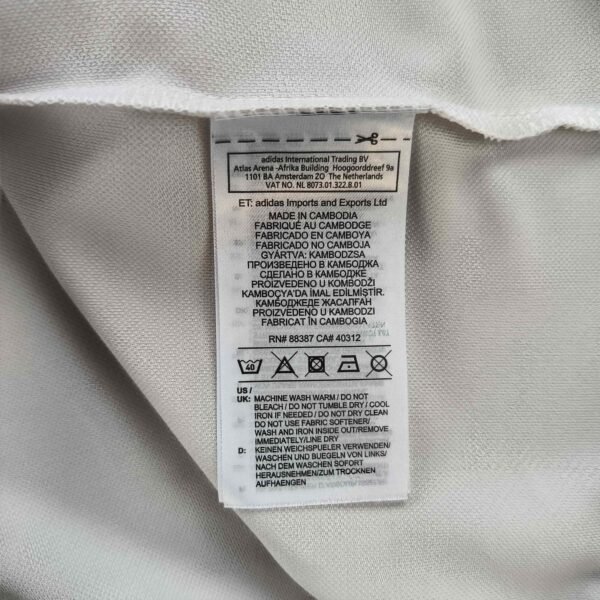 adidas International Trading BV
Atlas Arena -Afrika Building Hoogoorddreef 9a
1101 BA Amsterdam ZO The Netherlands
VAT NO. NL 8073.01.322.B.01
ET: adidas Imports and Exports Ltd
MADE IN CAMBODIA
FABRIQUÉ AU CAMBODGE
FABRICADO EN CAMBOYA
FABRICADO NO CAMBOJA
GYÁRTVA: KAMBODZSA
ПРОИЗВЕДЕНО В КАМБОДЖА
СДЕЛАНО В КАМБОДЖЕ
PROIZVEDENO U KOMBODŽI
KAMBOÇYA'DA İMAL EDİLMİŞTİR.
КАМБОДЖЕДЕ ЖАСАЛҒАН
PROIZVEDENO U KAMBODZI
FABRICAT ÎN CAMBOGIA
RN# 88387 CA# 40312
40
US /
UK: MACHINE WASH WARM / DO NOT
BLEACH / DO NOT TUMBLE DRY / COOL
IRON IF NEEDED / DO NOT DRY CLEAN
DO NOT USE FABRIC SOFTENER/
WASH AND IRON INSIDE OUT/REMOVE
IMMEDIATELY/LINE DRY
D: KEINEN WEICHSPUELER VERWENDEN/
WASCHEN UND BUEGELN VON LINKS/
NACH DEM WASCHEN SOFORT
HERAUSNEHMEN/ZUM TROCKNEN
AUFHAENGEN